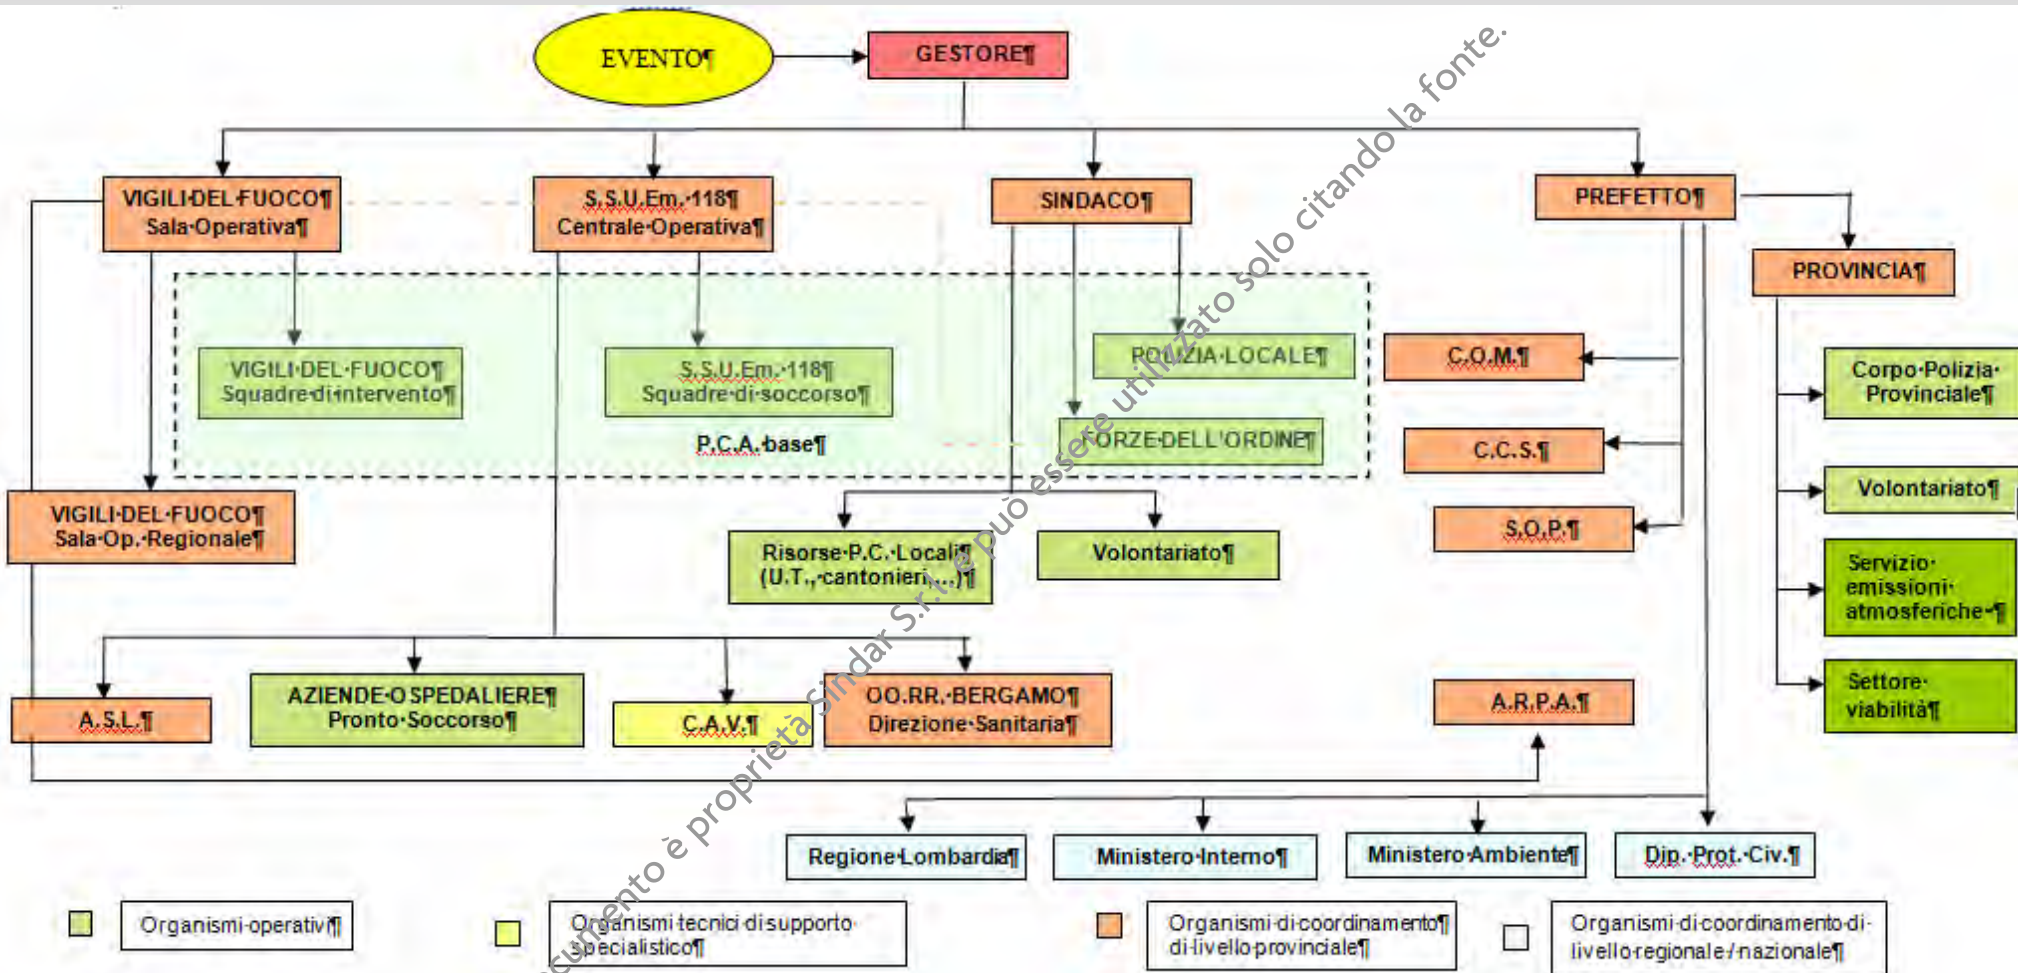 EVENTO¶
GESTORE¶
VIGILI·DEL·FUOCO¶
Sala·Operativa¶
S.S.U.Em.·118¶
Centrale·Operativa¶
SINDACO¶
PREFETTO¶
PROVINCIA¶
VIGILI·DEL·FUOCO¶
Squadre·di·intervento¶
S.S.U.Em.·118¶
Squadre·di·soccorso¶
P.C.A.·base¶
POLIZIA·LOCALE¶
FORZE·DELL'ORDINE¶
C.O.M.¶
C.C.S.¶
S.O.P.¶
Corpo·Polizia·
Provinciale¶
Volontariato¶
Servizio·
emissioni·
atmosferiche·¶
Settore·
viabilità¶
VIGILI·DEL·FUOCO¶
Sala·Op.·Regionale¶
Risorse·P.C.·Locali¶
(U.T.,·cantonieri,...)¶
Volontariato¶
A.S.L.¶
AZIENDE·OSPEDALIERE¶
Pronto·Soccorso¶
C.A.V.¶
OO.RR.·BERGAMO¶
Direzione·Sanitaria¶
A.R.P.A.¶
Regione·Lombardia¶
Ministero·Interno¶
Ministero·Ambiente¶
Dip.·Prot.·Civ.¶
Organismi·operativi¶
Organismi·tecnici·di·supporto·
specialistico¶
Organismi·di·coordinamento¶
di·livello·provinciale¶
Organismi·di·coordinamento·di·
livello·regionale·/·nazionale¶
è proprietà Sindar S.r.l. e può essere utilizzato solo citando la fonte.